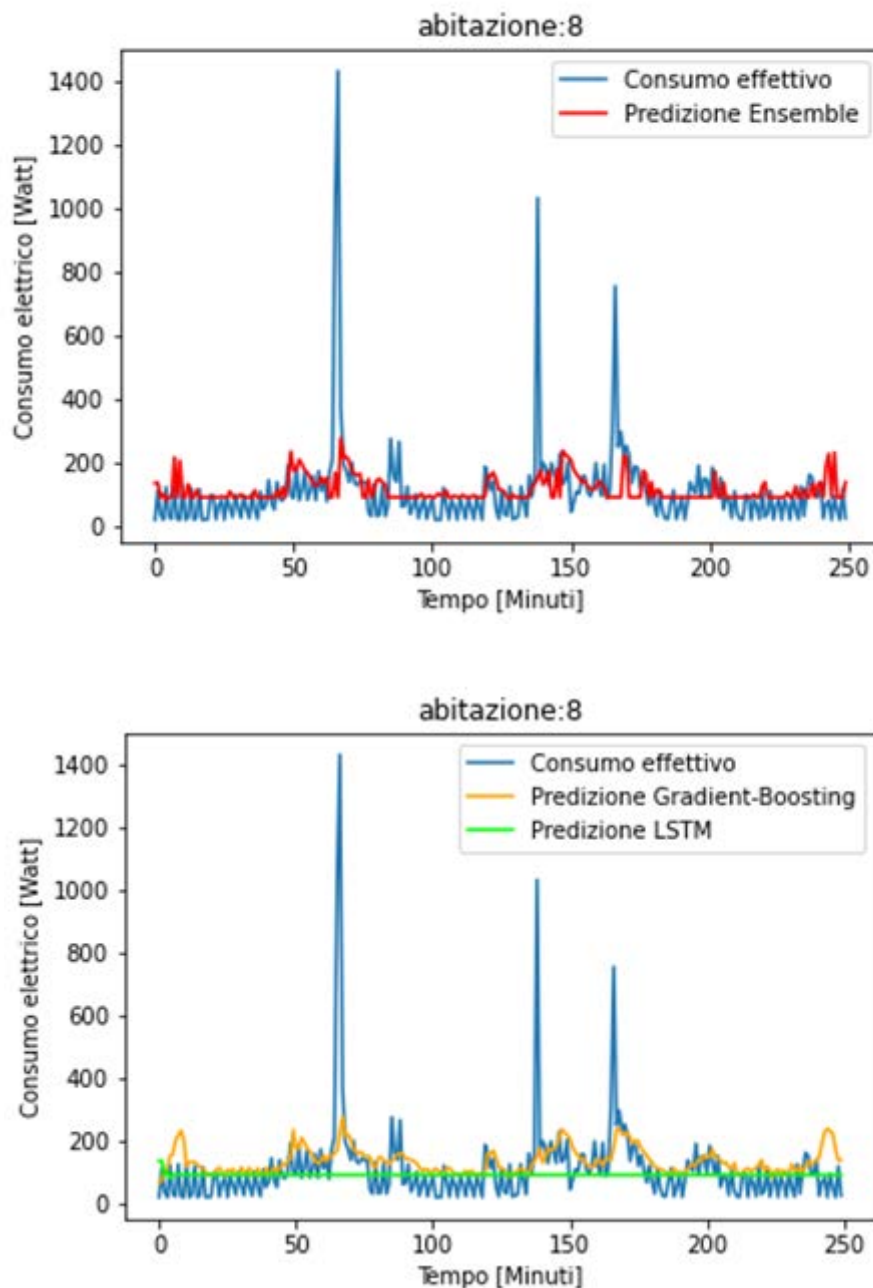 abitazione:8
Consumo effettivo
Predizione Ensemble
Consumo elettrico [Watt]
1400
1200
1000
800
600
400
200
0
0 50 100 150 200 250
Tempo [Minuti]
abitazione:8
Consumo effettivo
Predizione Gradient-Boosting
Predizione LSTM
Consumo elettrico [Watt]
1400
1200
1000
800
600
400
200
0
0 50 100 150 200 250
Tempo [Minuti]